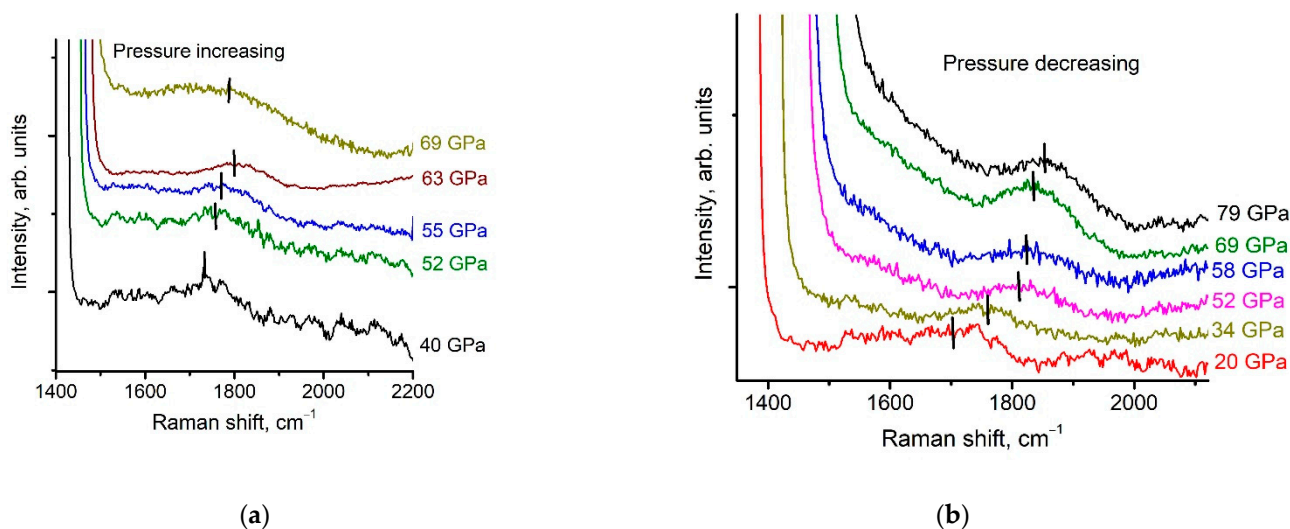 Pressure increasing
Intensity, arb. units
69 GPa
63 GPa
55 GPa
52 GPa
40 GPa
1400 1600 1800 2000 2200
Raman shift, cm⁻¹
(a)
Pressure decreasing
Intensity, arb. units
79 GPa
69 GPa
58 GPa
52 GPa
34 GPa
20 GPa
1400 1600 1800 2000
Raman shift, cm⁻¹
(b)